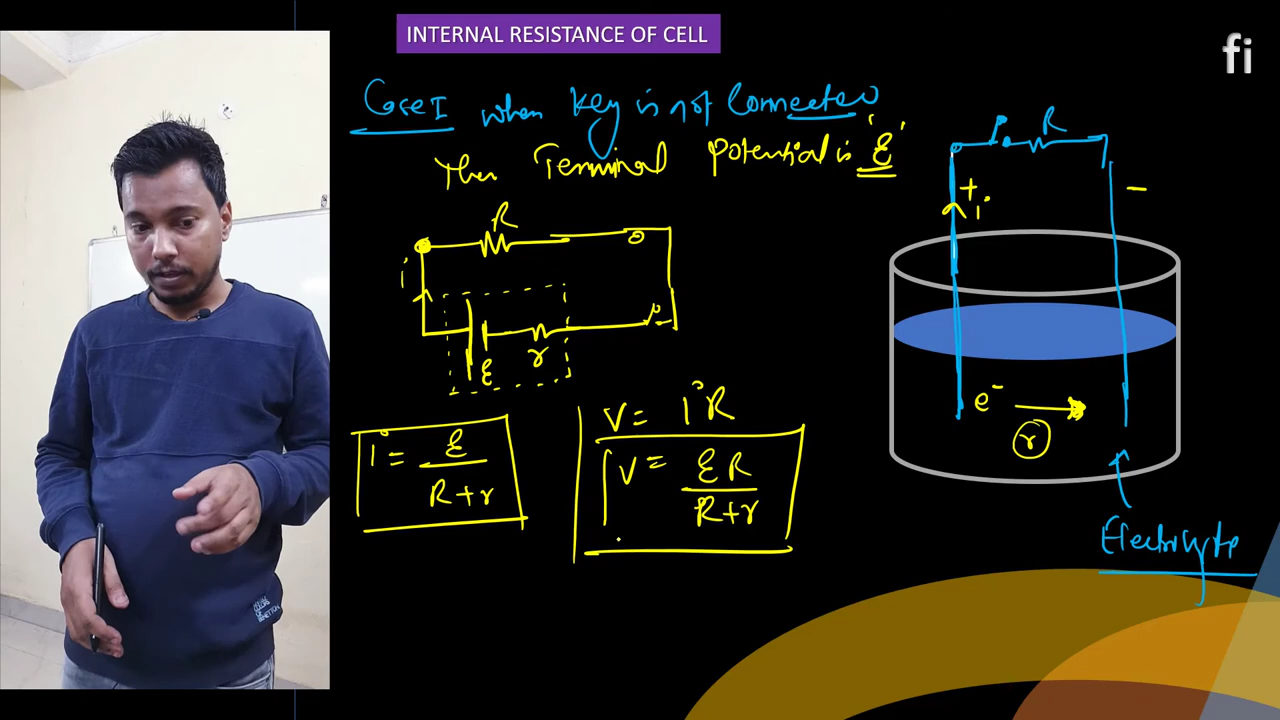 INTERNAL RESISTANCE OF CELL
fi
Case I when key is not Connected
Then Terminal potential is 'ε'
R
i
ε
r
i = ε / R+r
V = iR
V = εR / R+r
R
+
i
-
e⁻ →
r
Electrolyte